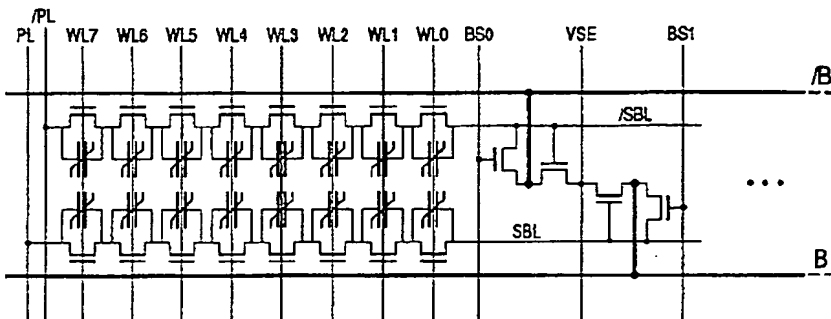 /PL
PL WL7 WL6 WL5 WL4 WL3 WL2 WL1 WL0 BS0 VSE BS1
/B
/SBL
SBL
B